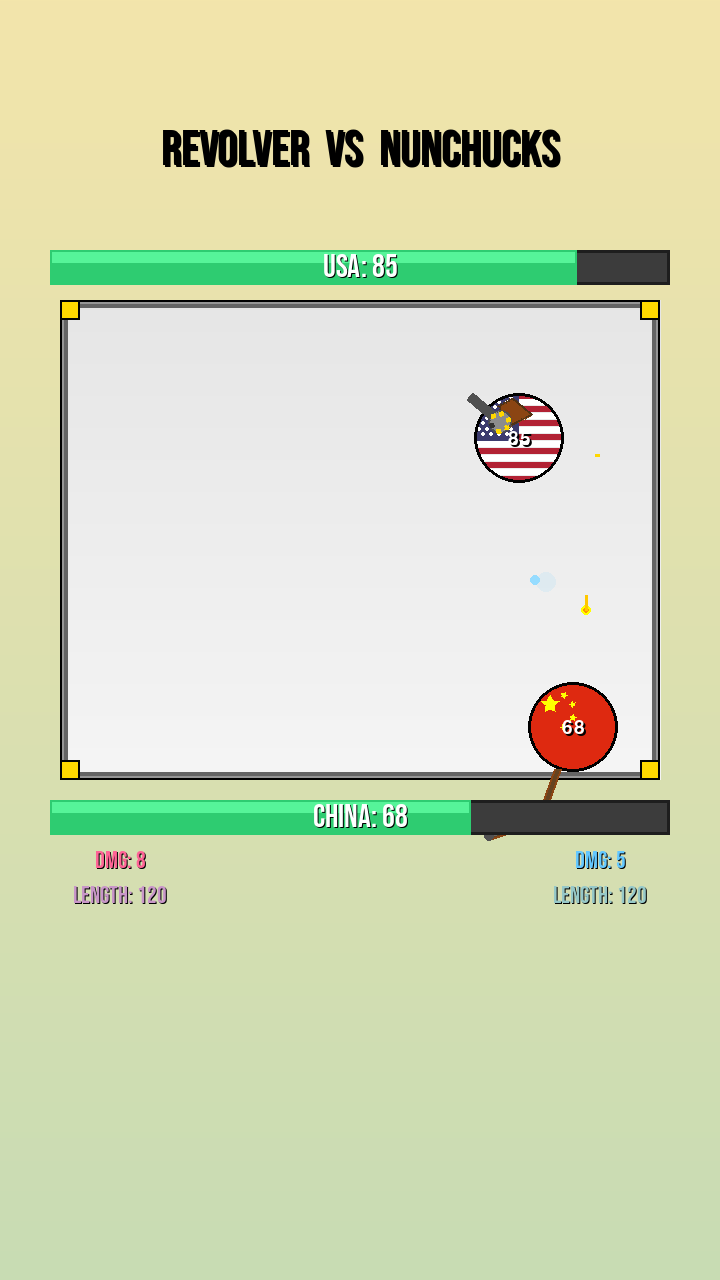 REVOLVER VS NUNCHUCKS
USA: 85
85
68
CHINA: 68
DMG: 8
DMG: 5
LENGTH: 120
LENGTH: 120